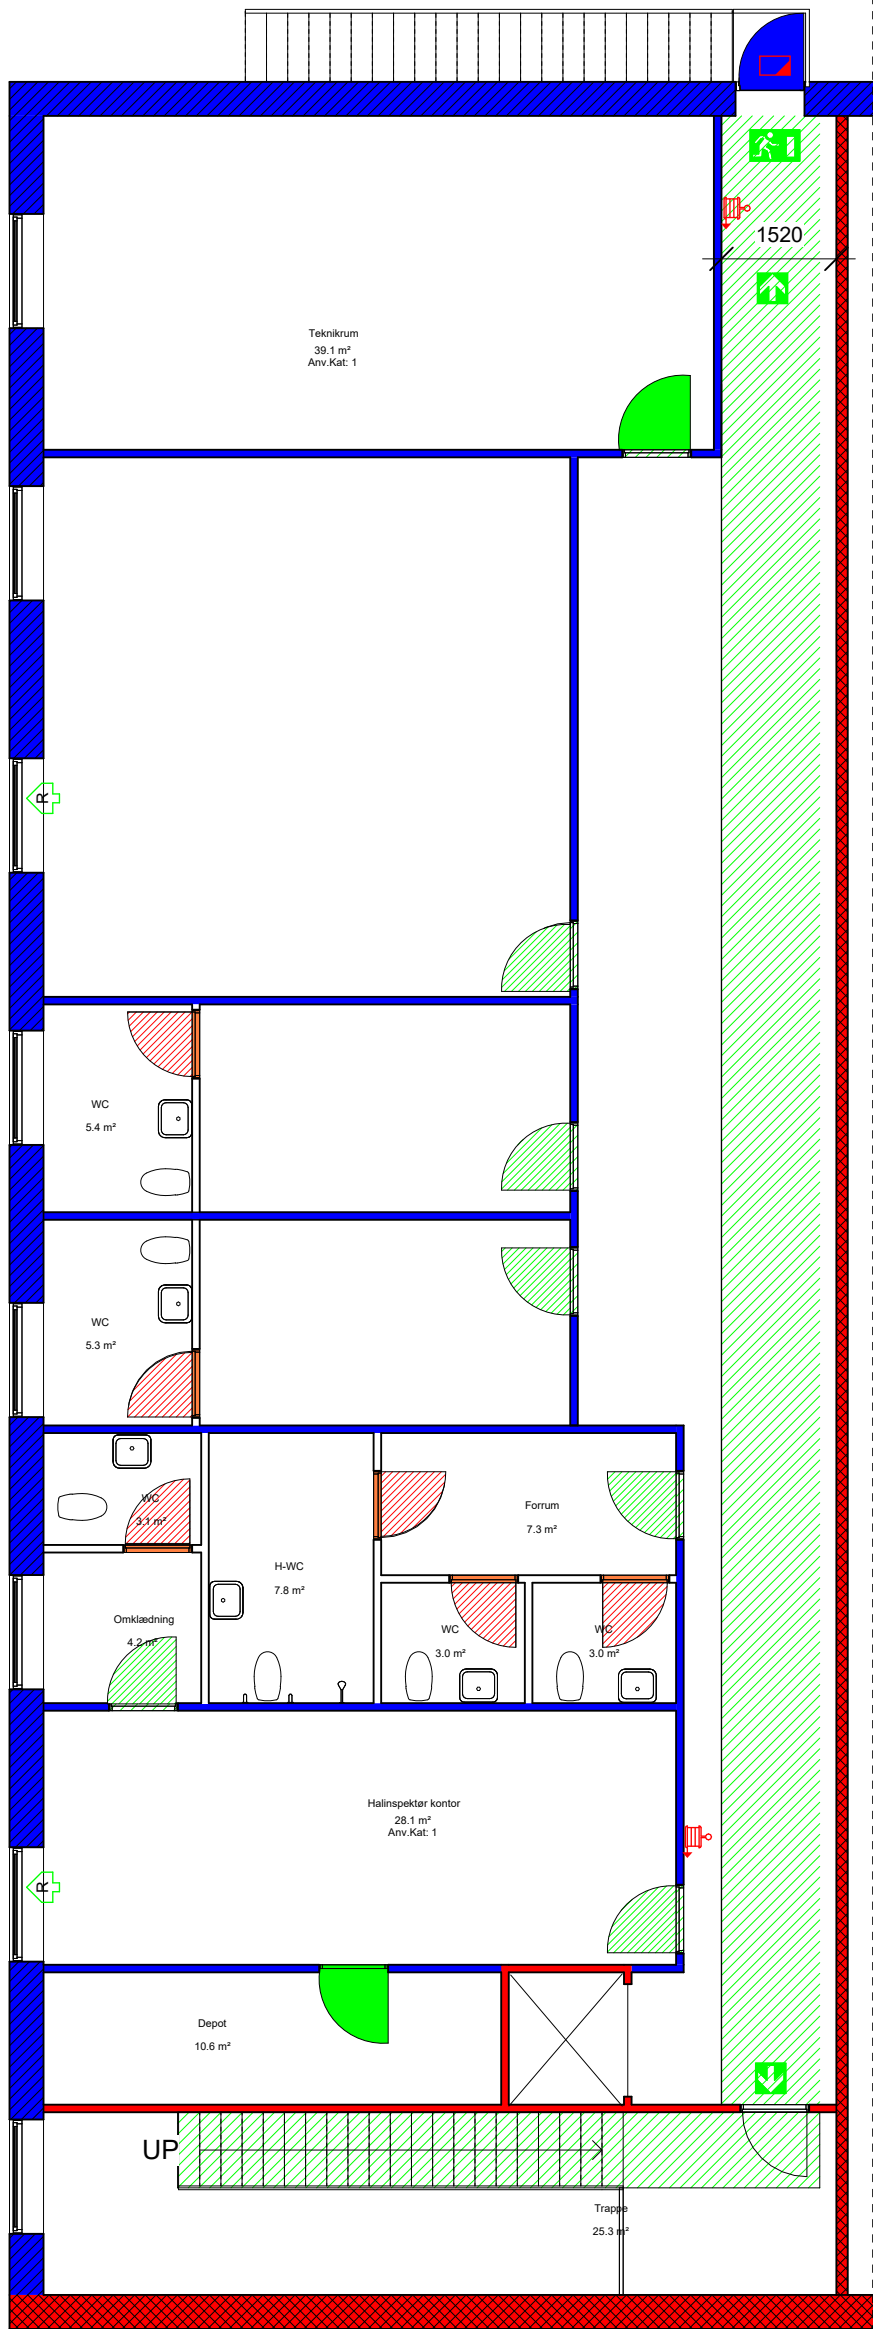 1520
Teknikrum
39.1 m²
Anv.Kat: 1
R
WC
5.4 m²
WC
5.3 m²
WC
3.1 m²
Forrum
7.3 m²
H-WC
7.8 m²
Omklædning
4.2 m²
WC
3.0 m²
WC
3.0 m²
Halinspektør kontor
28.1 m²
Anv.Kat: 1
R
Depot
10.6 m²
UP
Trappe
25.3 m²